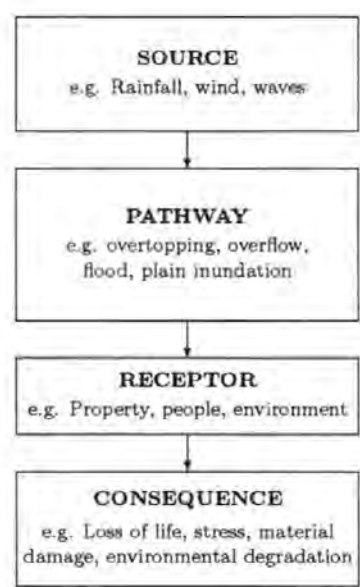 SOURCE
e.g. Rainfall, wind, waves
PATHWAY
e.g. overtopping, overflow,
flood, plain inundation
RECEPTOR
e.g. Property, people, environment
CONSEQUENCE
e.g. Loss of life, stress, material
damage, environmental degradation